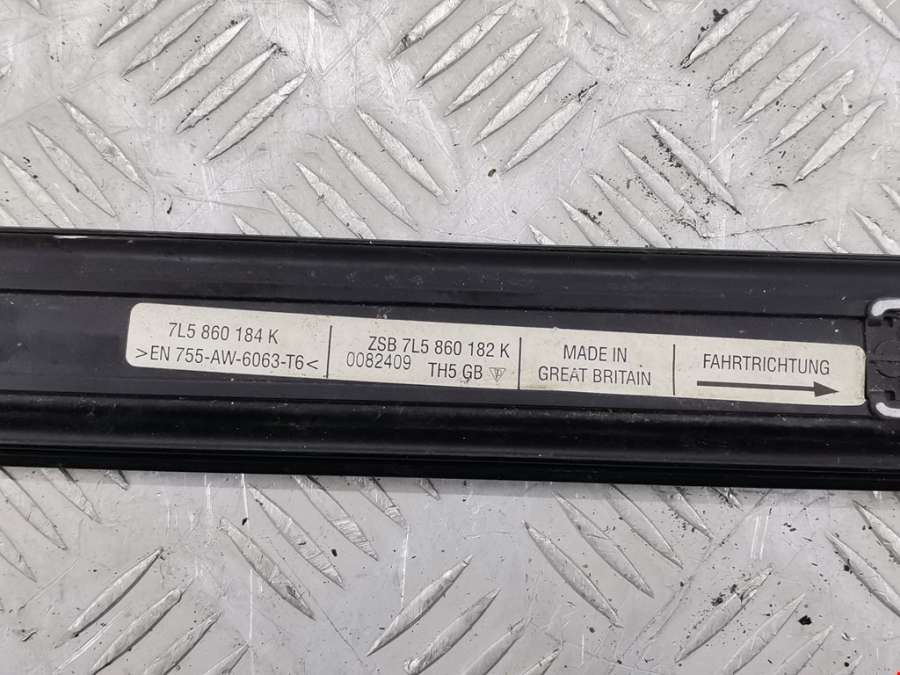 7L5 860 184 K
>EN 755-AW-6063-T6<
ZSB 7L5 860 182 K
0082409 TH5 GB
MADE IN
GREAT BRITAIN
FAHRTRICHTUNG